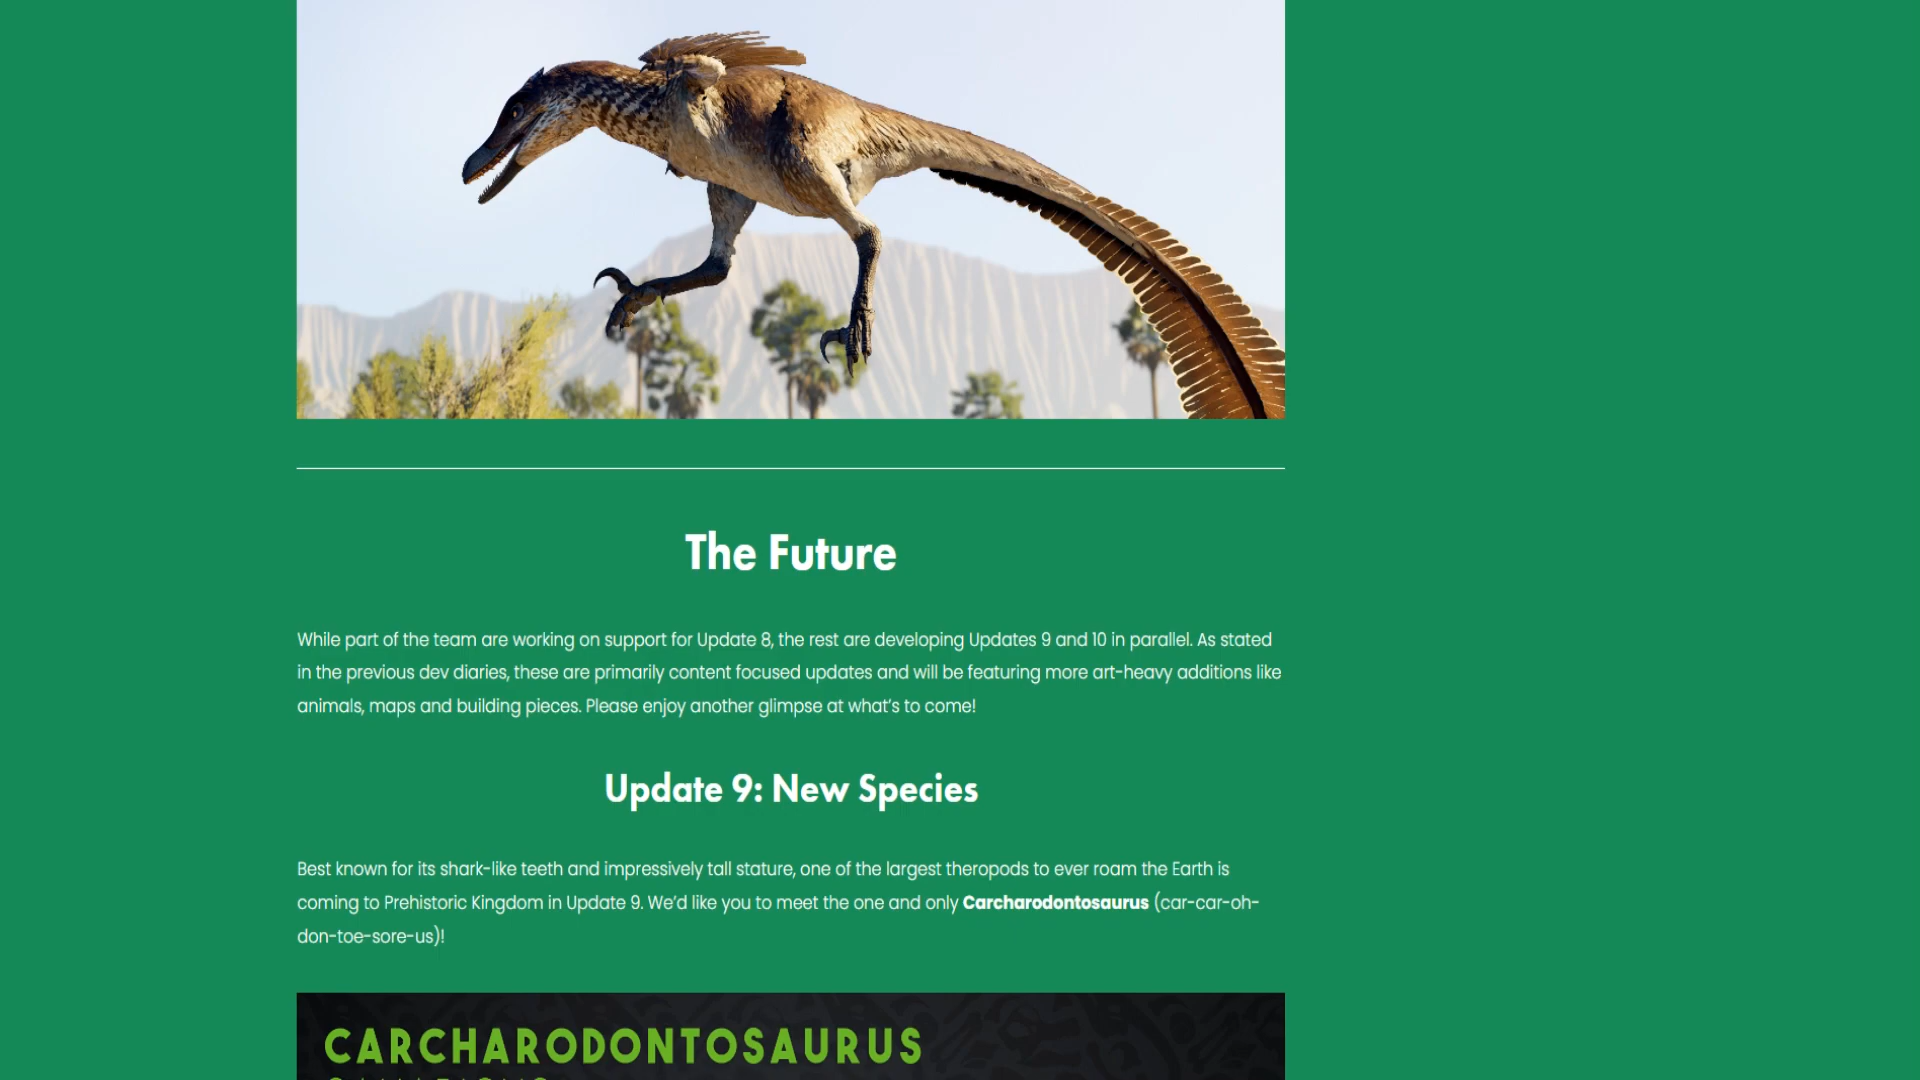 The Future
While part of the team are working on support for Update 8, the rest are developing Updates 9 and 10 in parallel. As stated
in the previous dev diaries, these are primarily content focused updates and will be featuring more art-heavy additions like
animals, maps and building pieces. Please enjoy another glimpse at what’s to come!
Update 9: New Species
Best known for its shark-like teeth and impressively tall stature, one of the largest theropods to ever roam the Earth is
coming to Prehistoric Kingdom in Update 9. We’d like you to meet the one and only Carcharodontosaurus (car-car-oh-
don-toe-sore-us)!
CARCHARODONTOSAURUS